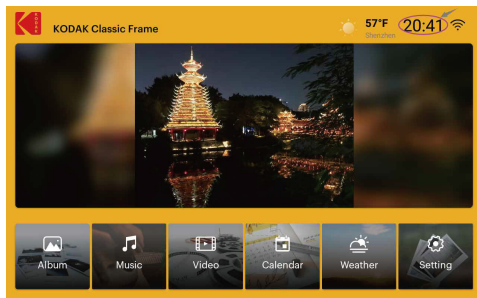 KODAK
KODAK Classic Frame
57°F
Shenzhen
20:41
Album
Music
Video
Calendar
Weather
Setting